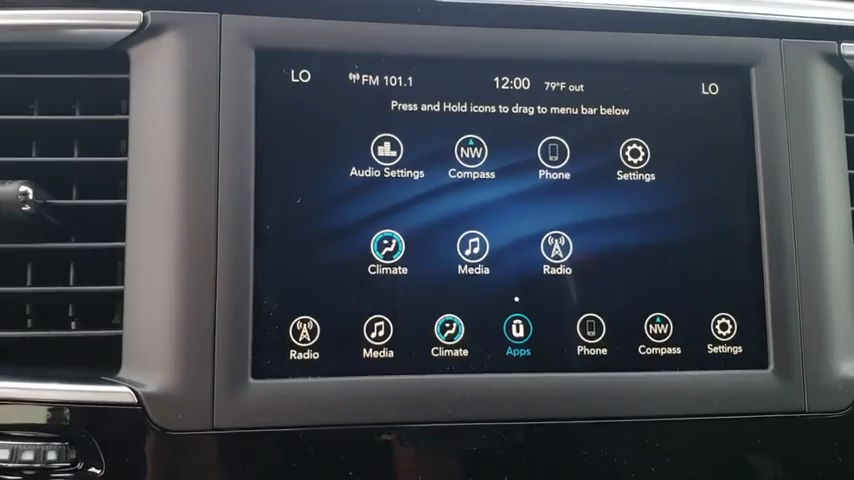 LO FM 101.1 12:00 79°F out LO
Press and Hold icons to drag to menu bar below
NW
Audio Settings Compass Phone Settings
Climate Media Radio
NW
Radio Media Climate Apps Phone Compass Settings